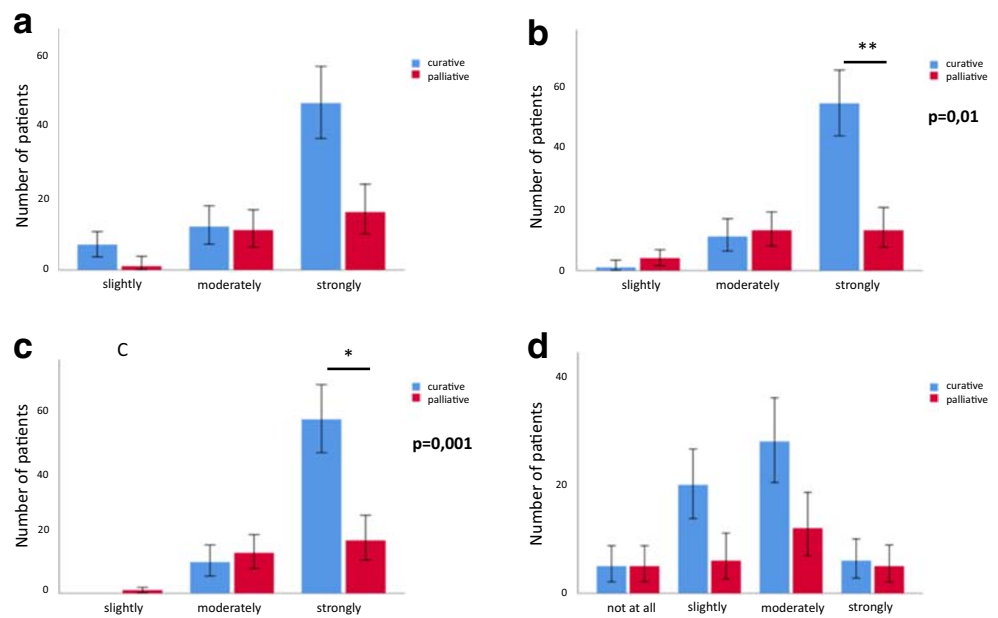 a
Number of patients
60
40
20
0
slightly
moderately
strongly
curative
palliative
b
Number of patients
60
40
20
0
slightly
moderately
strongly
**
curative
palliative
p=0,01
c
C
Number of patients
60
40
20
0
slightly
moderately
strongly
*
curative
palliative
p=0,001
d
Number of patients
40
20
0
not at all
slightly
moderately
strongly
curative
palliative